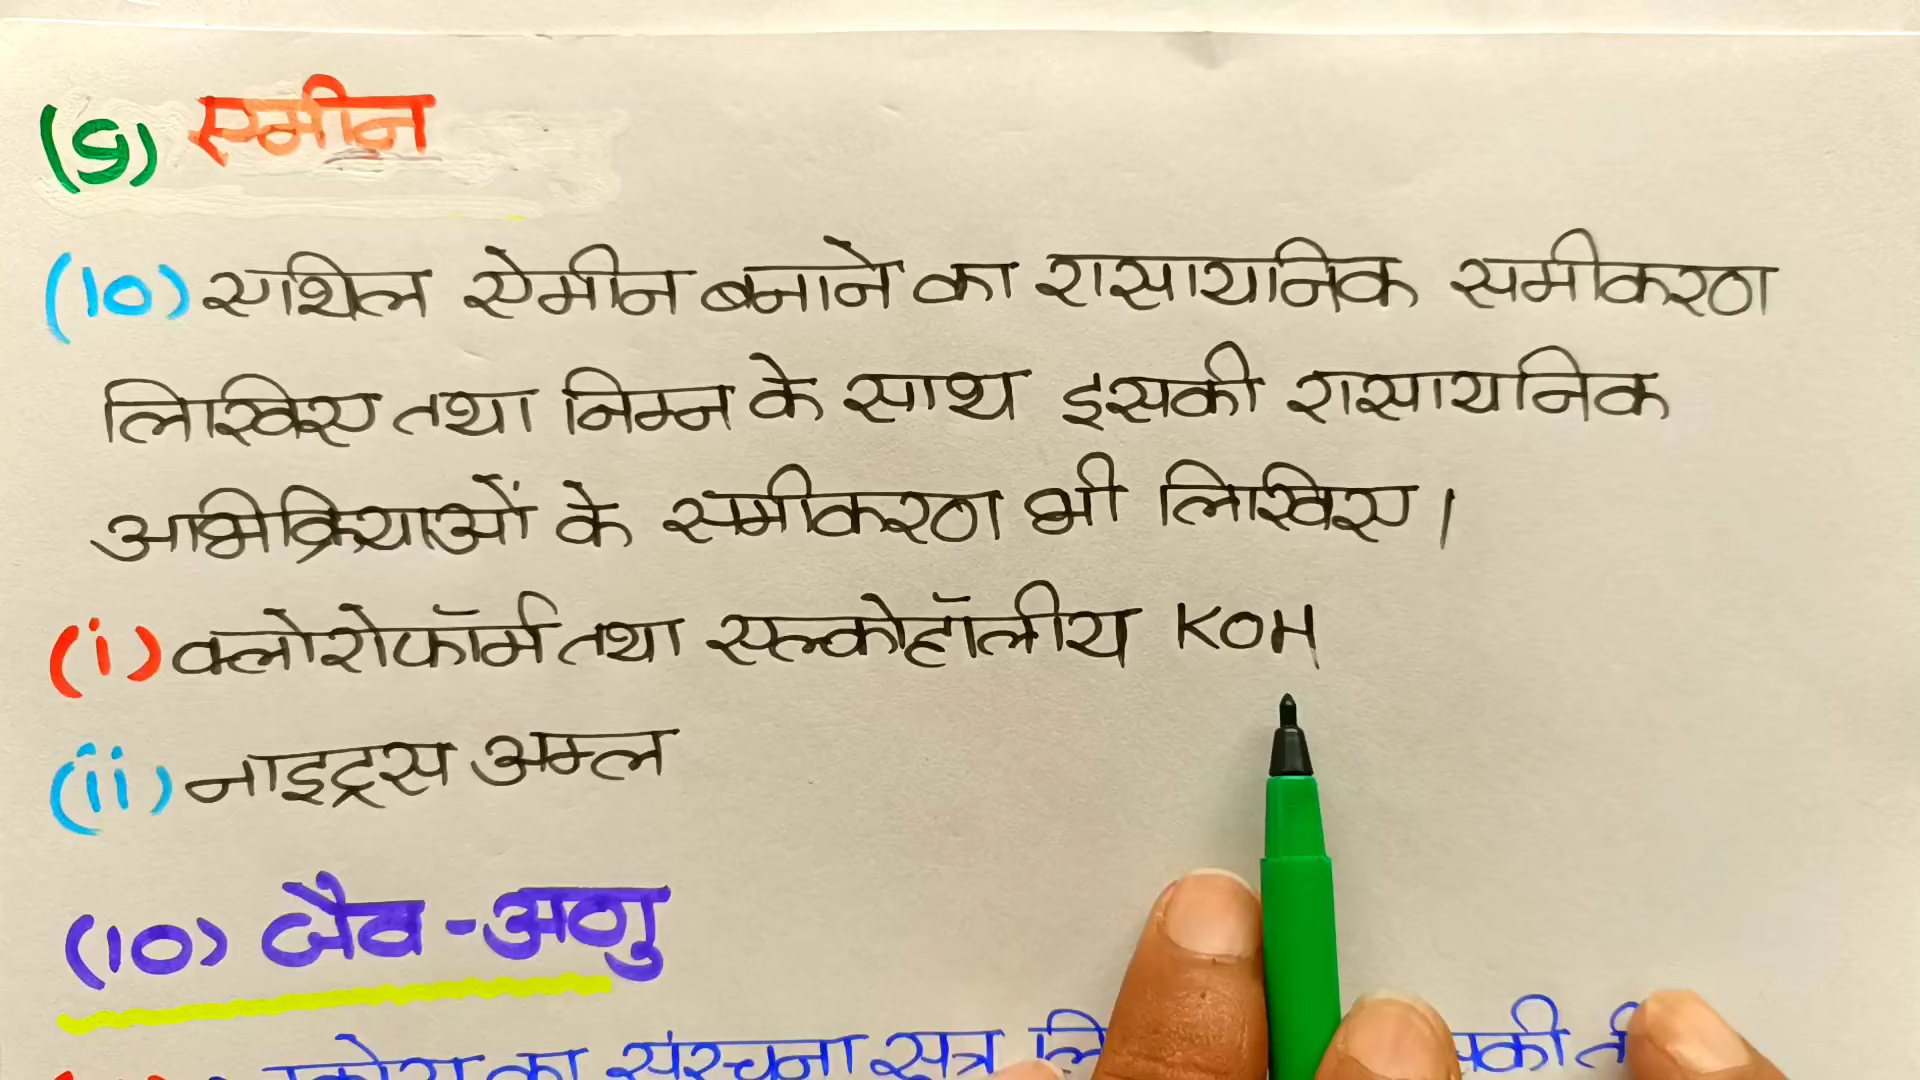 (9) एमीन
(10) एथिल ऐमीन बनाने का रासायनिक समीकरण
लिखिए तथा निम्न के साथ इसकी रासायनिक
अभिक्रियाओं के समीकरण भी लिखिए।
(i) क्लोरोफॉर्म तथा एल्कोहॉलीय KOH
(ii) नाइट्रस अम्ल
(10) जैव-अणु
का संरचना सूत्र